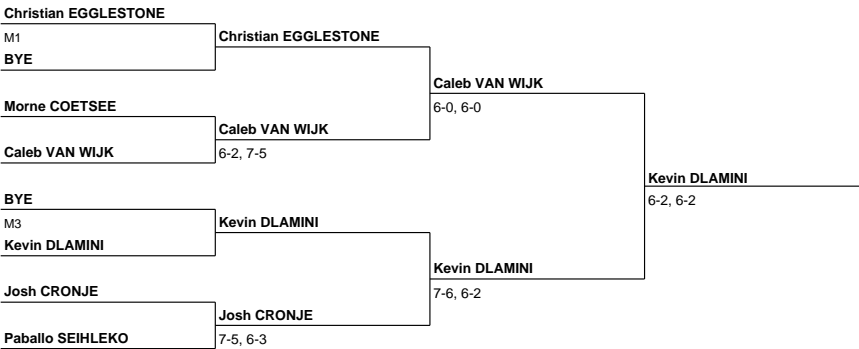 Christian EGGLESTONE
M1
BYE
Christian EGGLESTONE
Morne COETSEE
Caleb VAN WIJK
Caleb VAN WIJK
6-2, 7-5
Caleb VAN WIJK
6-0, 6-0
BYE
M3
Kevin DLAMINI
Kevin DLAMINI
Josh CRONJE
Paballo SEIHLEKO
Josh CRONJE
7-5, 6-3
Kevin DLAMINI
7-6, 6-2
Kevin DLAMINI
6-2, 6-2